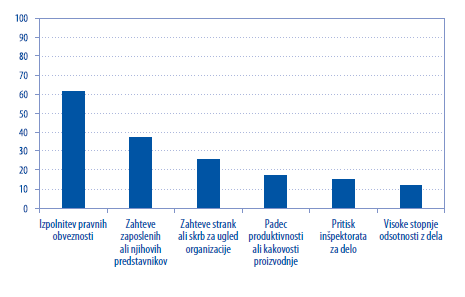 100
90
80
70
60
50
40
30
20
10
0
Izpolnitev pravnih
obveznosti
Zahteve
zaposlenih
ali njihovih
predstavnikov
Zahteve strank
ali skrb za ugled
organizacije
Padec
produktivnosti
ali kakovosti
proizvodnje
Pritisk
inšpektorata
za delo
Visoke stopnje
odsotnosti z dela